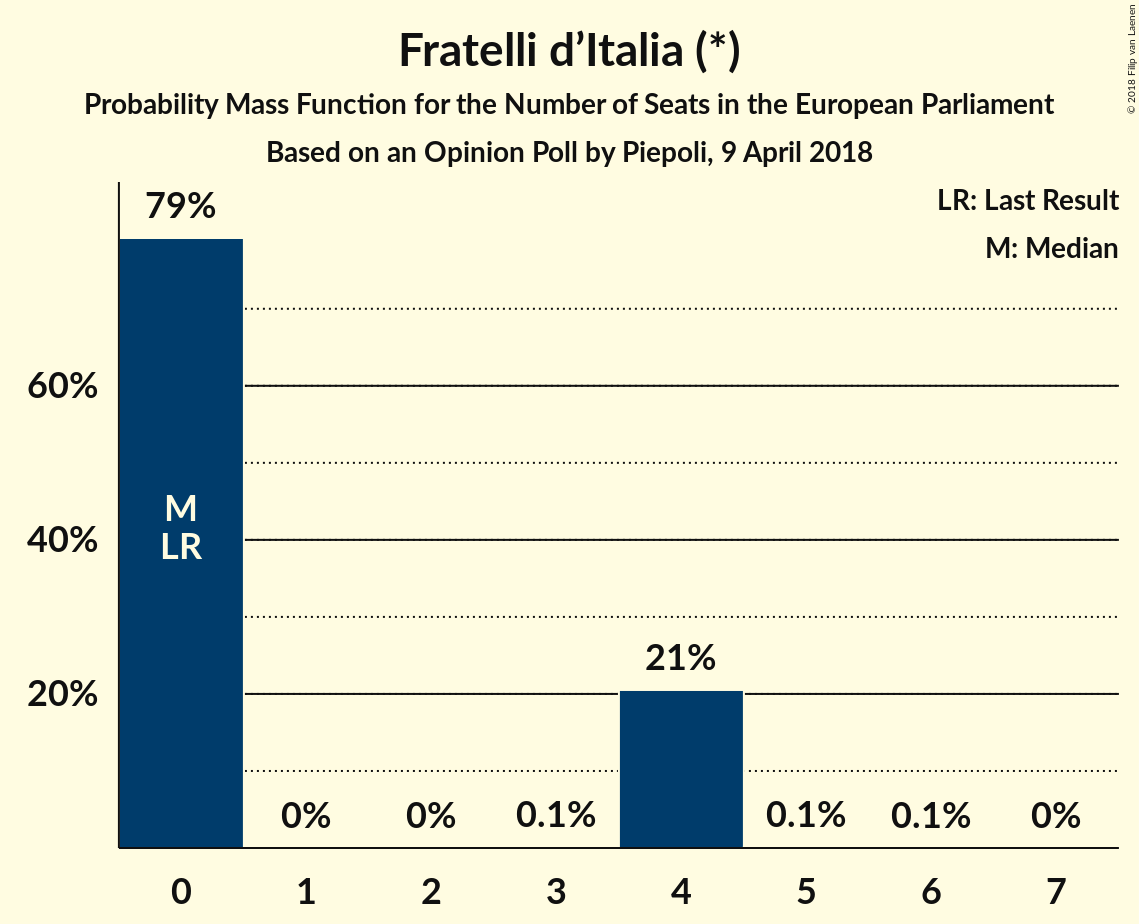 Fratelli d’Italia (*)
Probability Mass Function for the Number of Seats in the European Parliament
Based on an Opinion Poll by Piepoli, 9 April 2018
© 2018 Filip van Laenen
LR: Last Result
M: Median
79%
60%
40%
20%
M
LR
0%
0%
0.1%
21%
0.1%
0.1%
0%
0 1 2 3 4 5 6 7